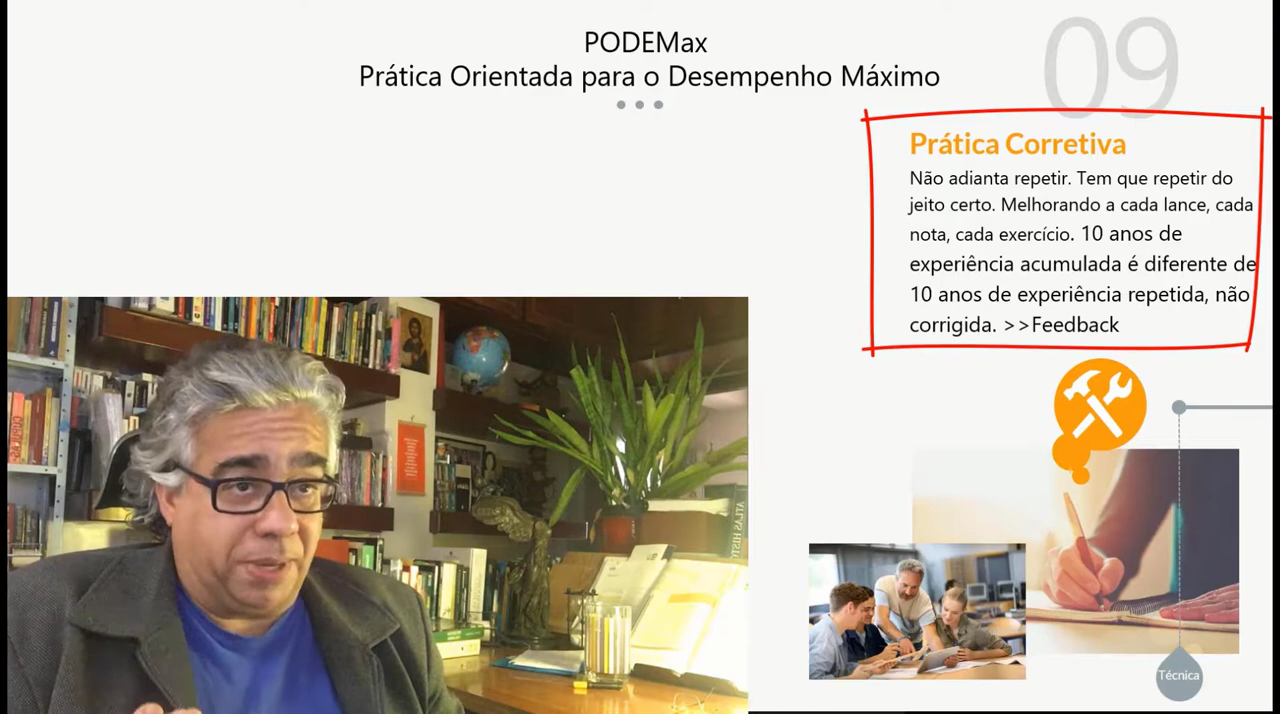 PODEMax
Prática Orientada para o Desempenho Máximo
09
Prática Corretiva
Não adianta repetir. Tem que repetir do
jeito certo. Melhorando a cada lance, cada
nota, cada exercício. 10 anos de
experiência acumulada é diferente de
10 anos de experiência repetida, não
corrigida. >>Feedback
Técnica